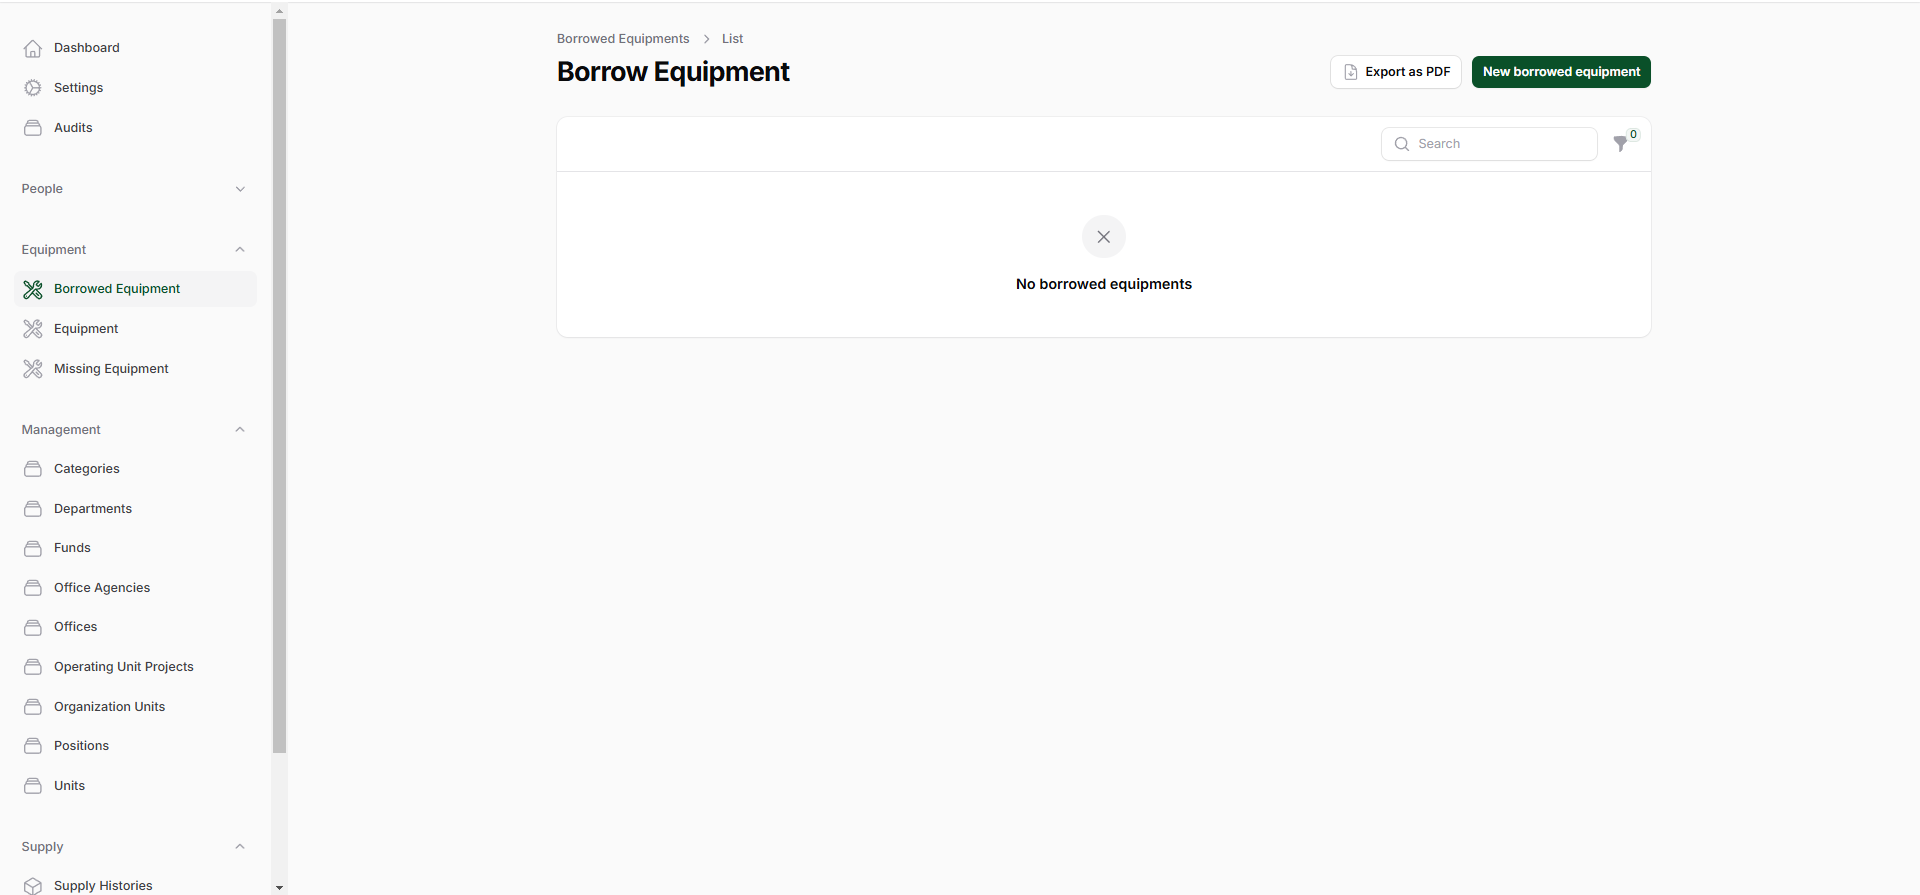 Dashboard
Settings
Audits
People
Equipment
Borrowed Equipment
Equipment
Missing Equipment
Management
Categories
Departments
Funds
Office Agencies
Offices
Operating Unit Projects
Organization Units
Positions
Units
Supply
Supply Histories
Borrowed Equipments > List
Borrow Equipment
Export as PDF
New borrowed equipment
Search
0
No borrowed equipments